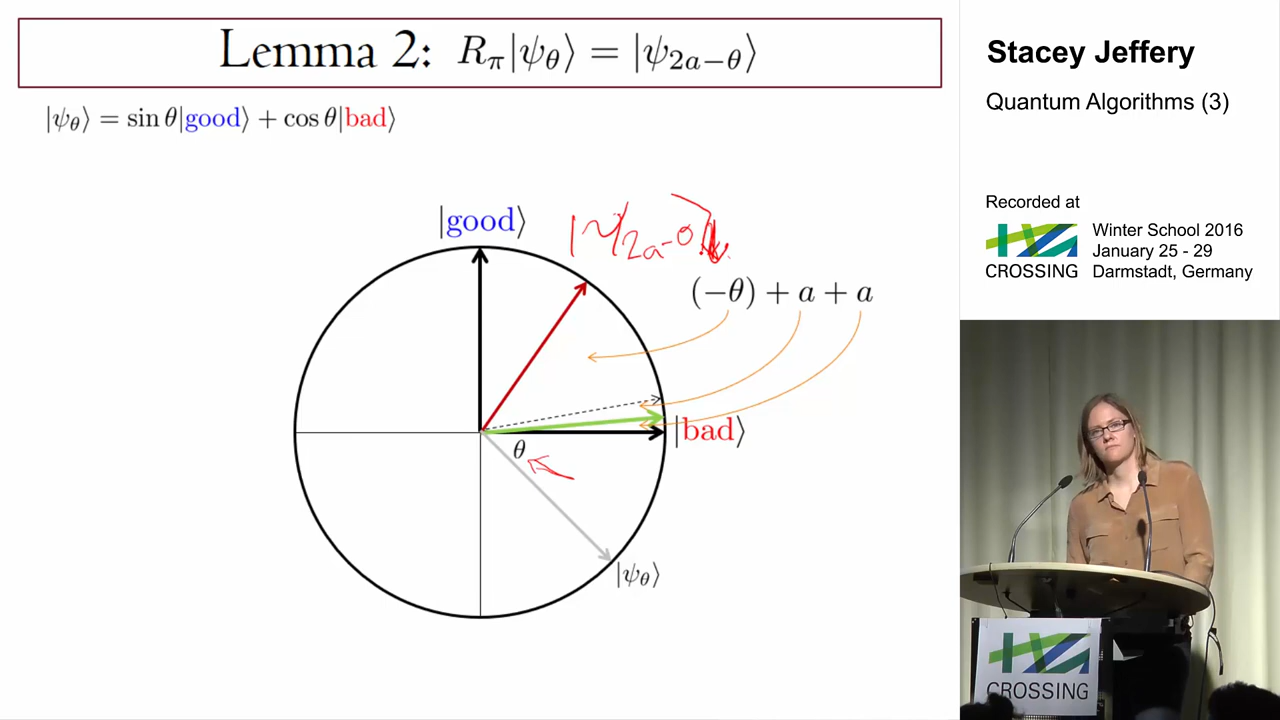 Lemma 2: R_π|ψ_θ⟩ = |ψ_{2a−θ}⟩
|ψ_θ⟩ = sin θ|good⟩ + cos θ|bad⟩
|good⟩
|ψ_{2a-θ}⟩
(−θ) + a + a
|bad⟩
θ
|ψ_θ⟩
Stacey Jeffery
Quantum Algorithms (3)
Recorded at
CROSSING
Winter School 2016
January 25 - 29
Darmstadt, Germany
CROSSING